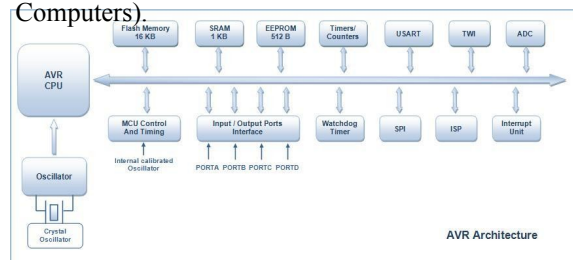 Computers).
Flash Memory
16 KB
SRAM
1 KB
EEPROM
512 B
Timers/
Counters
USART
TWI
ADC
AVR
CPU
MCU Control
And Timing
Input / Output Ports
Interface
Watchdog
Timer
SPI
ISP
Interrupt
Unit
Internal calibrated
Oscillator
PORTA PORTB PORTC PORTD
Oscillator
Crystal
Oscillator
AVR Architecture